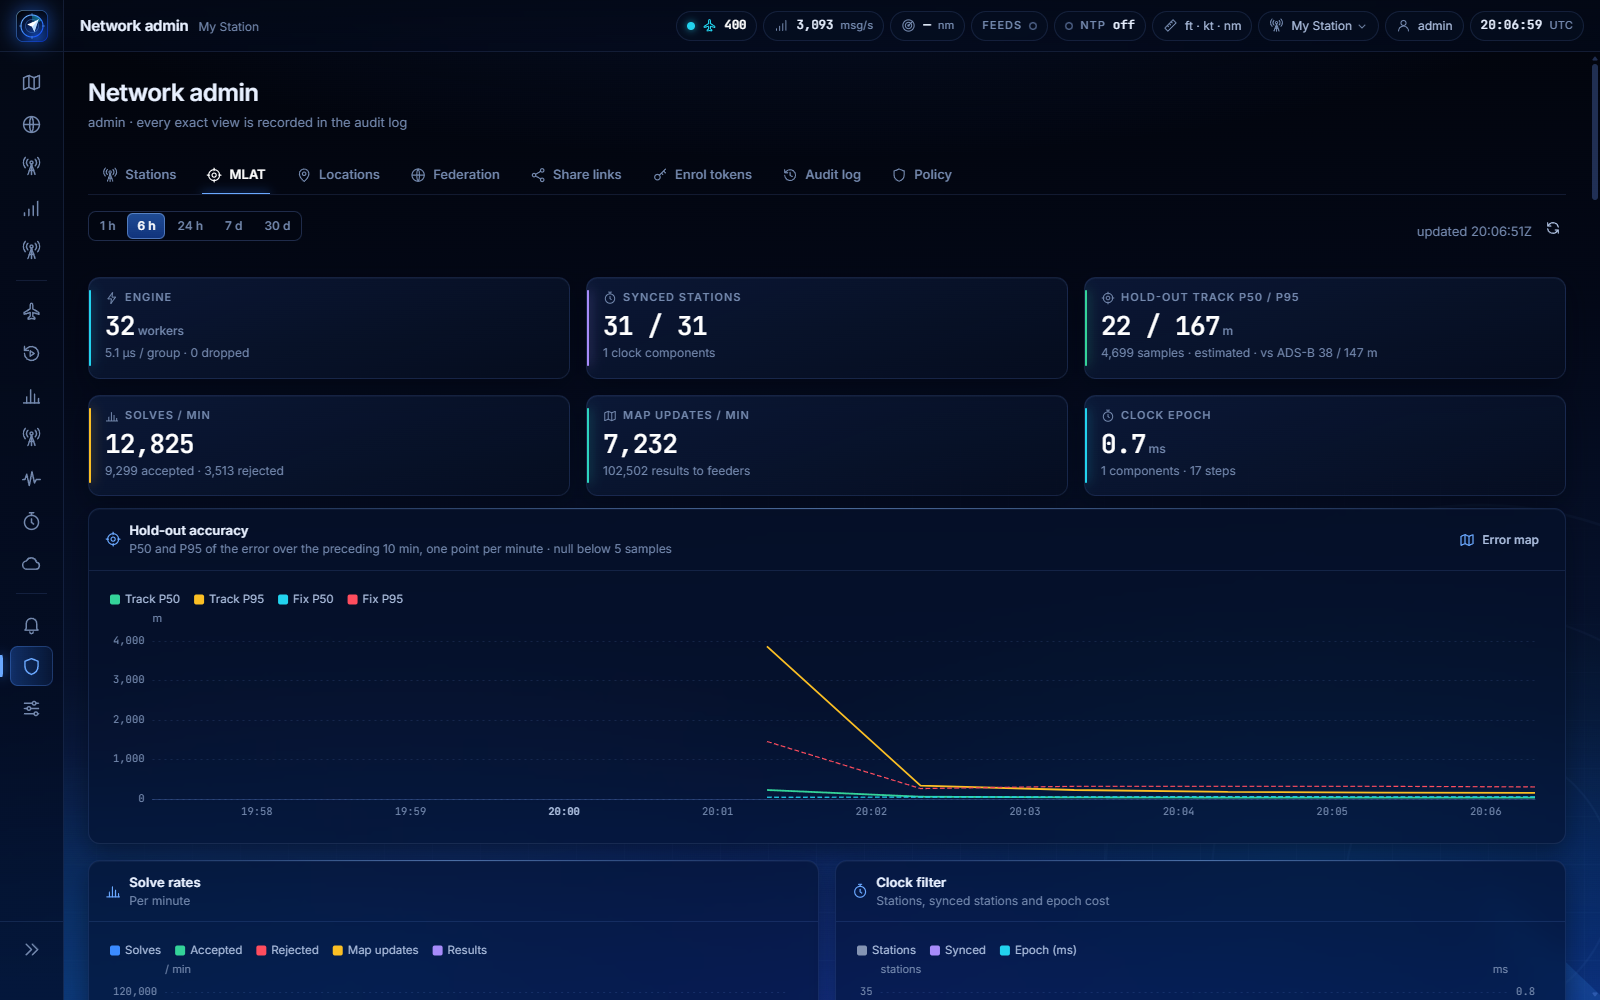 Network admin My Station
400
3,093 msg/s
– nm
FEEDS
NTP off
ft · kt · nm
My Station
admin
20:06:59 UTC
Network admin
admin · every exact view is recorded in the audit log
Stations
MLAT
Locations
Federation
Share links
Enrol tokens
Audit log
Policy
1 h 6 h 24 h 7 d 30 d
updated 20:06:51Z
ENGINE
32 workers
5.1 µs / group · 0 dropped
SYNCED STATIONS
31 / 31
1 clock components
HOLD-OUT TRACK P50 / P95
22 / 167 m
4,699 samples · estimated · vs ADS-B 38 / 147 m
SOLVES / MIN
12,825
9,299 accepted · 3,513 rejected
MAP UPDATES / MIN
7,232
102,502 results to feeders
CLOCK EPOCH
0.7 ms
1 components · 17 steps
Hold-out accuracy
P50 and P95 of the error over the preceding 10 min, one point per minute · null below 5 samples
Error map
Track P50 Track P95 Fix P50 Fix P95
m
4,000
3,000
2,000
1,000
0
19:58 19:59 20:00 20:01 20:02 20:03 20:04 20:05 20:06
Solve rates
Per minute
Solves Accepted Rejected Map updates Results
/ min
120,000
Clock filter
Stations, synced stations and epoch cost
Stations Synced Epoch (ms)
stations ms
35 0.8